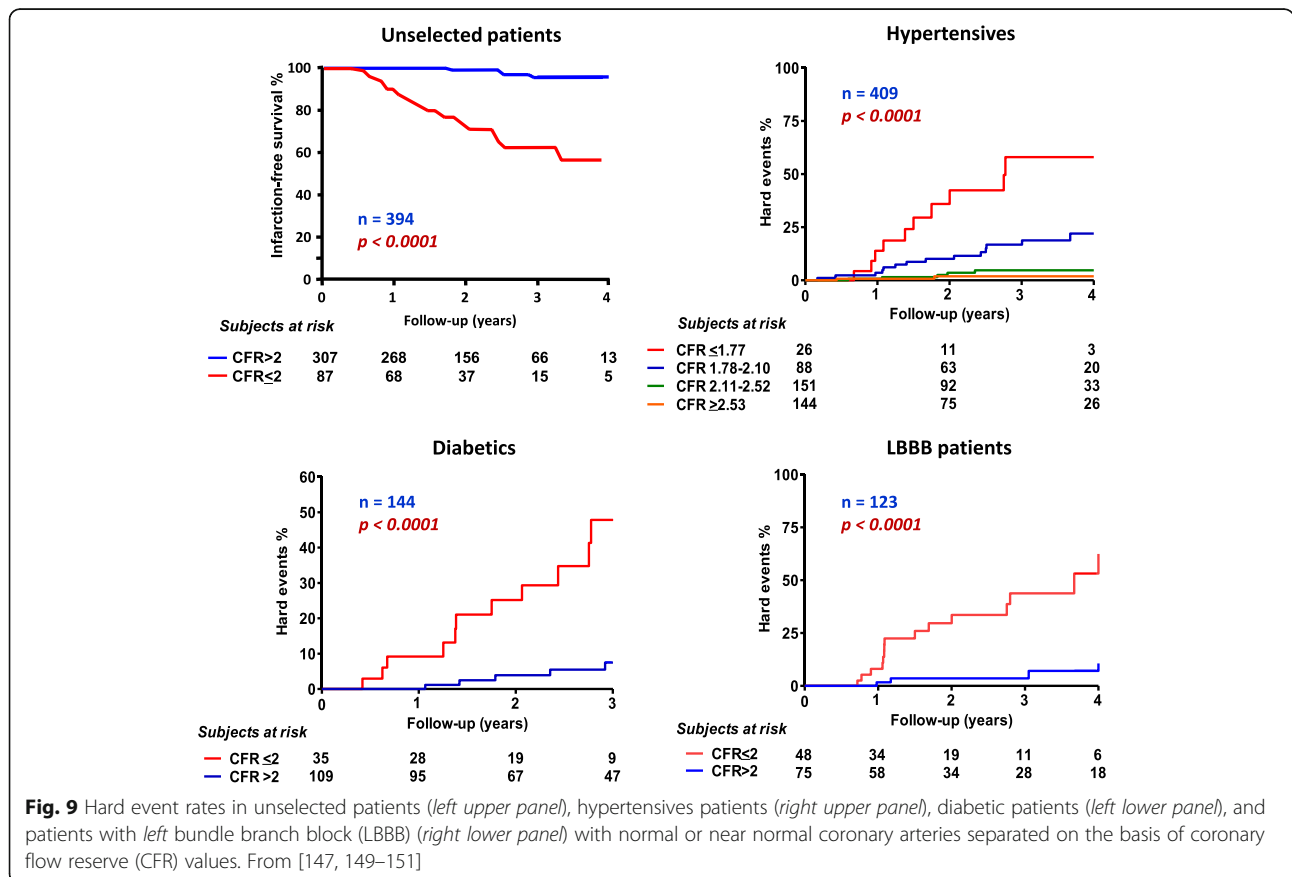 Unselected patients
Infarction-free survival %
100
80
60
40
20
0
n = 394
p < 0.0001
0 1 2 3 4
Follow-up (years)
Subjects at risk
CFR>2 307 268 156 66 13
CFR≤2 87 68 37 15 5
Hypertensives
Hard events %
100
75
50
25
0
n = 409
p < 0.0001
0 1 2 3 4
Follow-up (years)
Subjects at risk
CFR ≤1.77 26 11 3
CFR 1.78-2.10 88 63 20
CFR 2.11-2.52 151 92 33
CFR ≥2.53 144 75 26
Diabetics
Hard events %
60
50
40
30
20
10
0
n = 144
p < 0.0001
0 1 2 3
Follow-up (years)
Subjects at risk
CFR ≤2 35 28 19 9
CFR >2 109 95 67 47
LBBB patients
Hard events %
100
75
50
25
0
n = 123
p < 0.0001
0 1 2 3 4
Follow-up (years)
Subjects at risk
CFR≤2 48 34 19 11 6
CFR>2 75 58 34 28 18
Fig. 9 Hard event rates in unselected patients (left upper panel), hypertensives patients (right upper panel), diabetic patients (left lower panel), and
patients with left bundle branch block (LBBB) (right lower panel) with normal or near normal coronary arteries separated on the basis of coronary
flow reserve (CFR) values. From [147, 149–151]